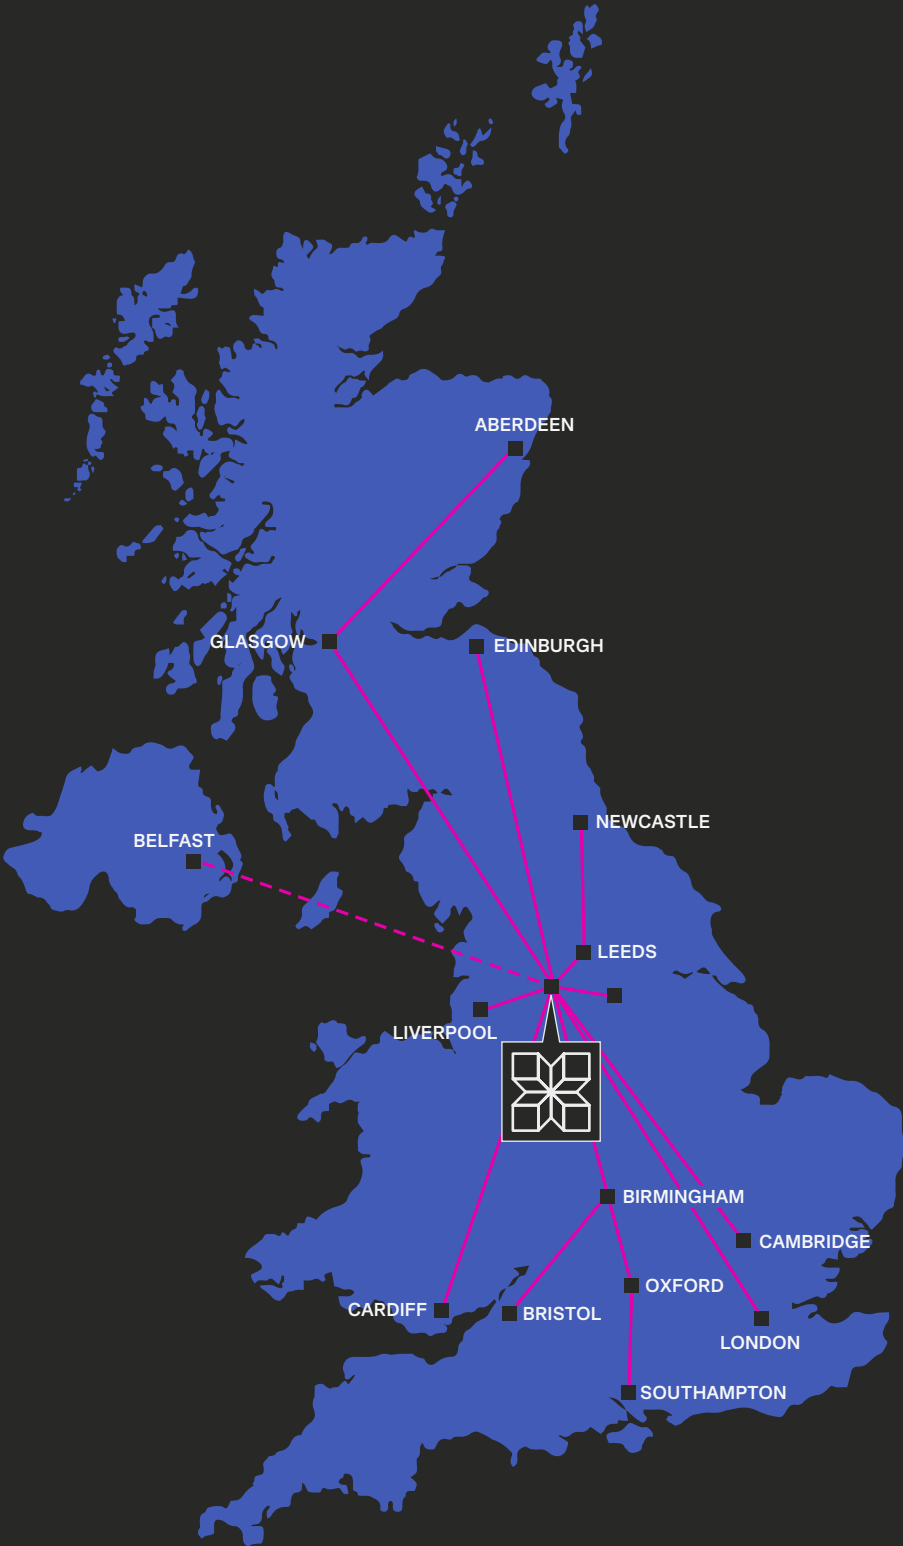 ABERDEEN
GLASGOW
EDINBURGH
NEWCASTLE
BELFAST
LEEDS
LIVERPOOL
BIRMINGHAM
CAMBRIDGE
OXFORD
CARDIFF
BRISTOL
LONDON
SOUTHAMPTON